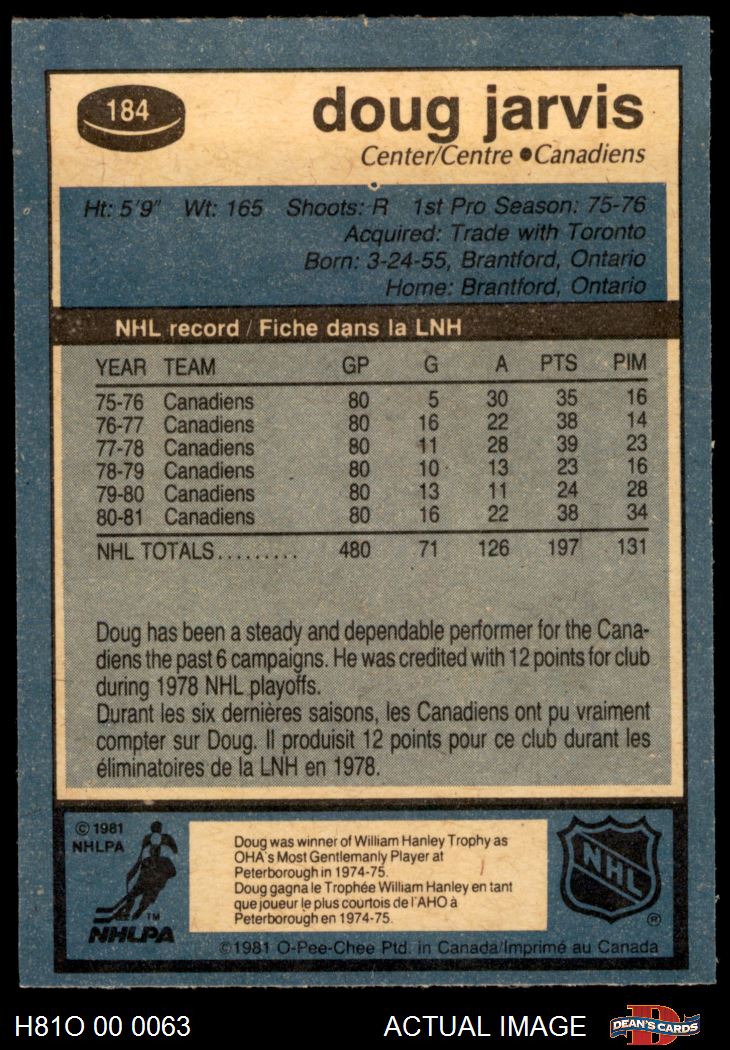 184
doug jarvis
Center/Centre ●Canadiens
Ht: 5'9" Wt: 165 Shoots: R 1st Pro Season: 75-76
Acquired: Trade with Toronto
Born: 3-24-55, Brantford, Ontario
Home: Brantford, Ontario
NHL record / Fiche dans la LNH
YEAR TEAM GP G A PTS PIM
75-76 Canadiens 80 5 30 35 16
76-77 Canadiens 80 16 22 38 14
77-78 Canadiens 80 11 28 39 23
78-79 Canadiens 80 10 13 23 16
79-80 Canadiens 80 13 11 24 28
80-81 Canadiens 80 16 22 38 34
NHL TOTALS......... 480 71 126 197 131
Doug has been a steady and dependable performer for the Cana-
diens the past 6 campaigns. He was credited with 12 points for club
during 1978 NHL playoffs.
Durant les six dernières saisons, les Canadiens ont pu vraiment
compter sur Doug. Il produisit 12 points pour ce club durant les
éliminatoires de la LNH en 1978.
© 1981
NHLPA
TM
NHLPA
Doug was winner of William Hanley Trophy as
OHA's Most Gentlemanly Player at
Peterborough in 1974-75.
Doug gagna le Trophée William Hanley en tant
que joueur le plus courtois de l'AHO à
Peterborough en 1974-75.
NHL
®
©1981 O-Pee-Chee Ptd. in Canada/Imprimé au Canada
H81O 00 0063
ACTUAL IMAGE
D
DEAN'S CARDS